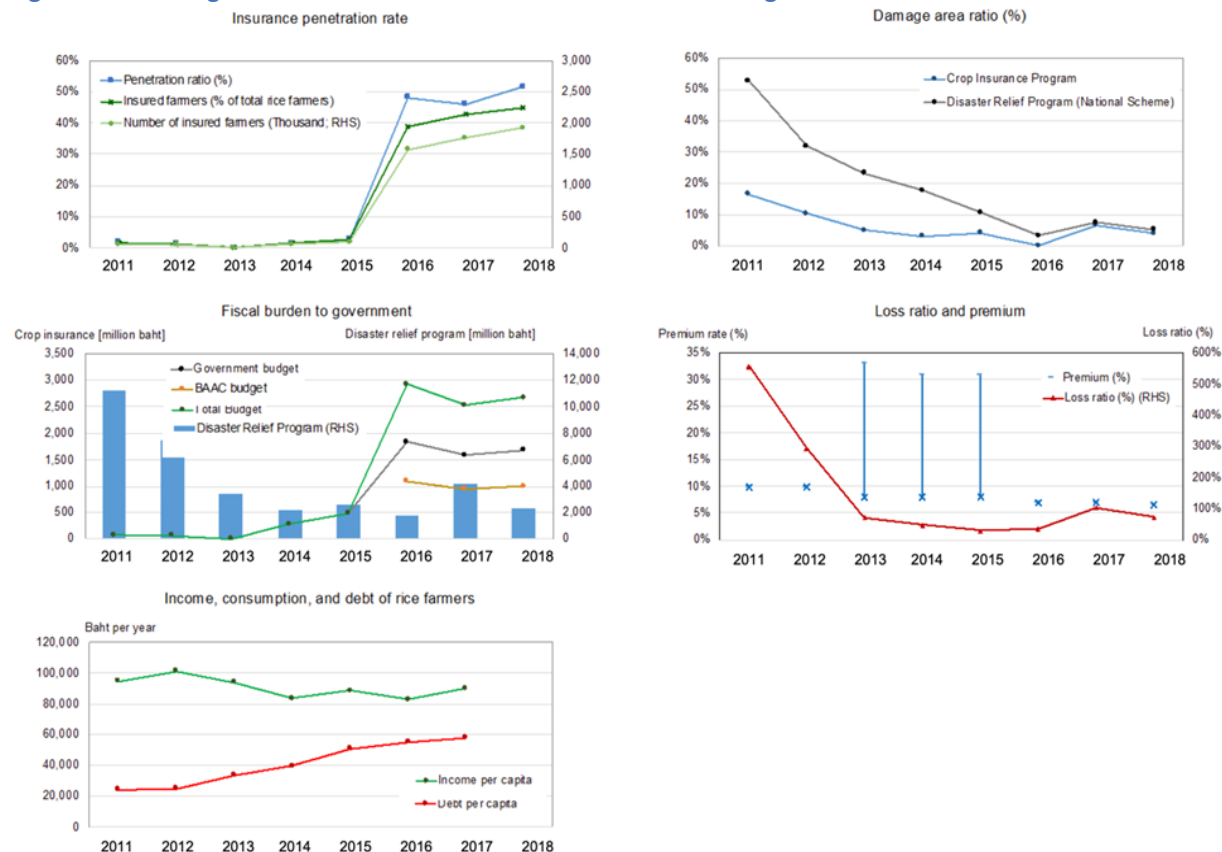 Insurance penetration rate
60%
50%
40%
30%
20%
10%
0%
Penetration ratio (%)
Insured farmers (% of total rice farmers)
Number of insured farmers (Thousand; RHS)
3,000
2,500
2,000
1,500
1,000
500
0
2011 2012 2013 2014 2015 2016 2017 2018
Damage area ratio (%)
60%
50%
40%
30%
20%
10%
0%
Crop Insurance Program
Disaster Relief Program (National Scheme)
2011 2012 2013 2014 2015 2016 2017 2018
Fiscal burden to government
Crop insurance [million baht]
Disaster relief program [million baht]
3,500
3,000
2,500
2,000
1,500
1,000
500
0
Government budget
BAAC budget
Total Budget
Disaster Relief Program (RHS)
14,000
12,000
10,000
8,000
6,000
4,000
2,000
0
2011 2012 2013 2014 2015 2016 2017 2018
Loss ratio and premium
Premium rate (%)
Loss ratio (%)
35%
30%
25%
20%
15%
10%
5%
0%
Premium (%)
Loss ratio (%) (RHS)
600%
500%
400%
300%
200%
100%
0%
2011 2012 2013 2014 2015 2016 2017 2018
Income, consumption, and debt of rice farmers
Baht per year
120,000
100,000
80,000
60,000
40,000
20,000
0
Income per capita
Debt per capita
2011 2012 2013 2014 2015 2016 2017 2018